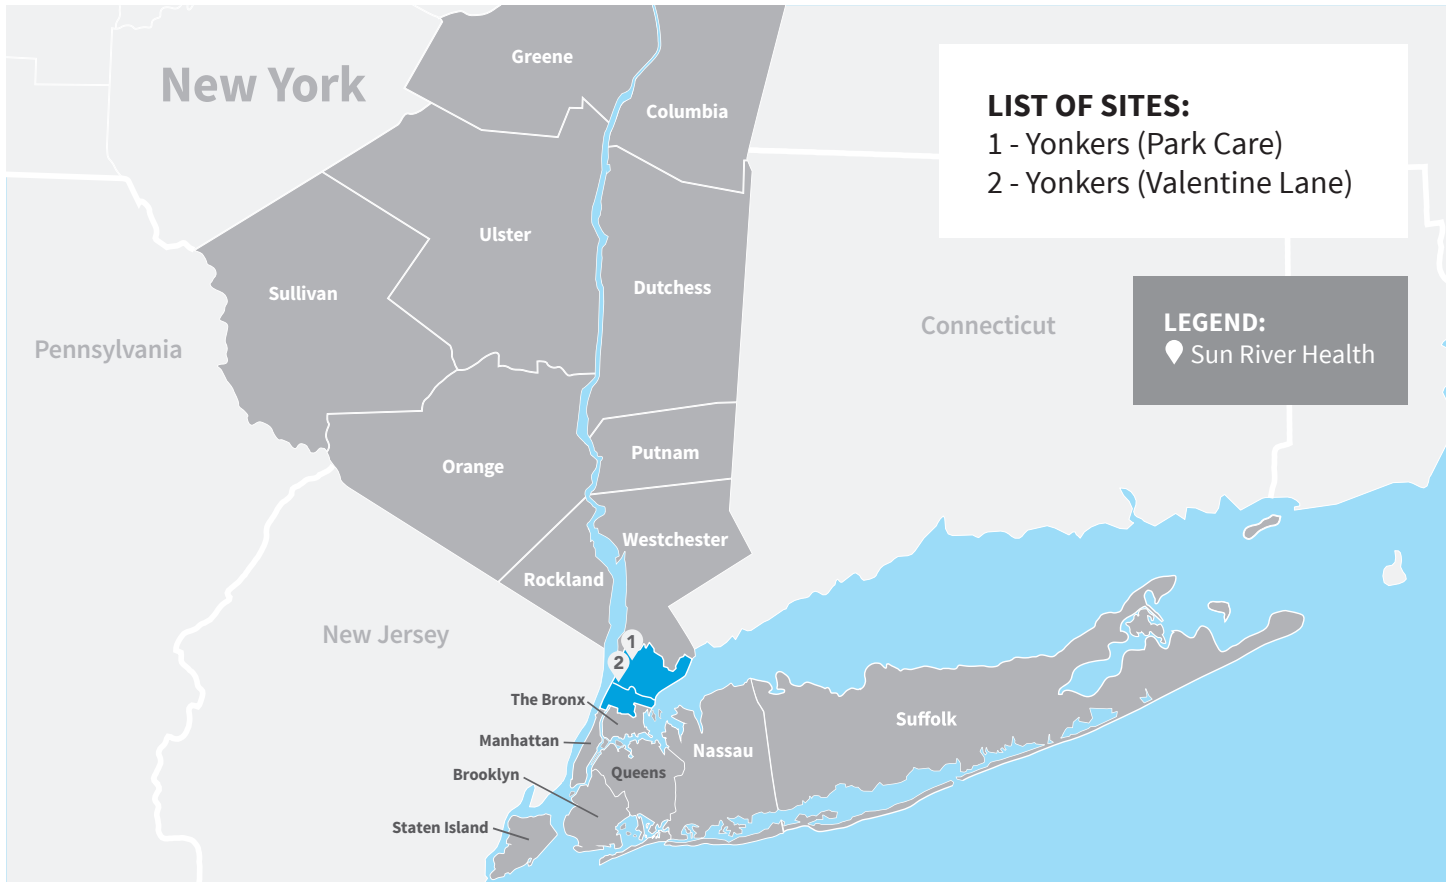 Greene
New York
Columbia
LIST OF SITES:
1 - Yonkers (Park Care)
2 - Yonkers (Valentine Lane)
Ulster
Sullivan
Dutchess
Pennsylvania
Connecticut
LEGEND:
Sun River Health
Putnam
Orange
Westchester
Rockland
New Jersey
1
2
The Bronx
Manhattan
Suffolk
Nassau
Brooklyn
Queens
Staten Island